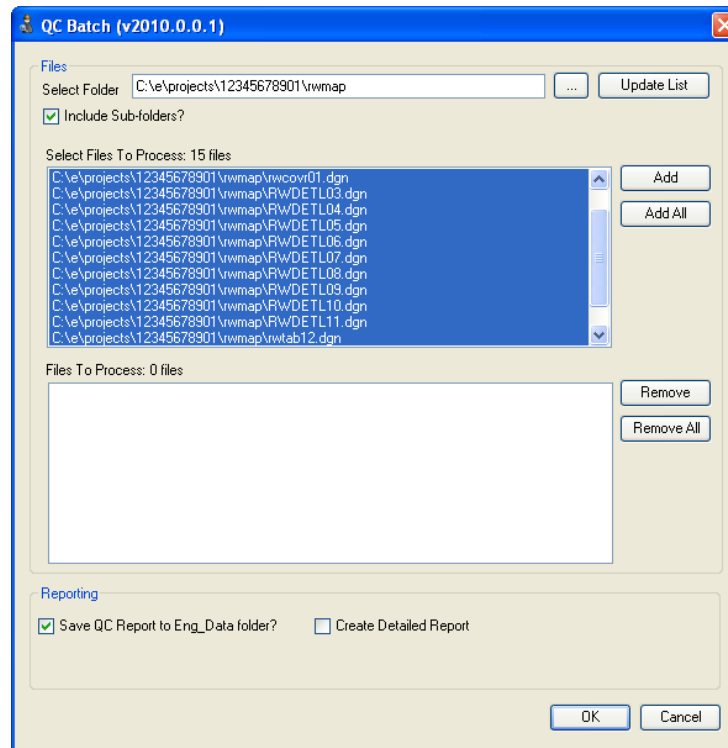 QC Batch (v2010.0.0.1)
Files
Select Folder C:\e\projects\12345678901\rwmap ... Update List
Include Sub-folders?
Select Files To Process: 15 files
C:\e\projects\12345678901\rwmap\rwcovr01.dgn
C:\e\projects\12345678901\rwmap\RWDETL03.dgn
C:\e\projects\12345678901\rwmap\RWDETL04.dgn
C:\e\projects\12345678901\rwmap\RWDETL05.dgn
C:\e\projects\12345678901\rwmap\RWDETL06.dgn
C:\e\projects\12345678901\rwmap\RWDETL07.dgn
C:\e\projects\12345678901\rwmap\RWDETL08.dgn
C:\e\projects\12345678901\rwmap\RWDETL09.dgn
C:\e\projects\12345678901\rwmap\RWDETL10.dgn
C:\e\projects\12345678901\rwmap\RWDETL11.dgn
C:\e\projects\12345678901\rwmap\rwtab12.dgn
Add
Add All
Files To Process: 0 files
Remove
Remove All
Reporting
Save QC Report to Eng_Data folder? Create Detailed Report
OK Cancel